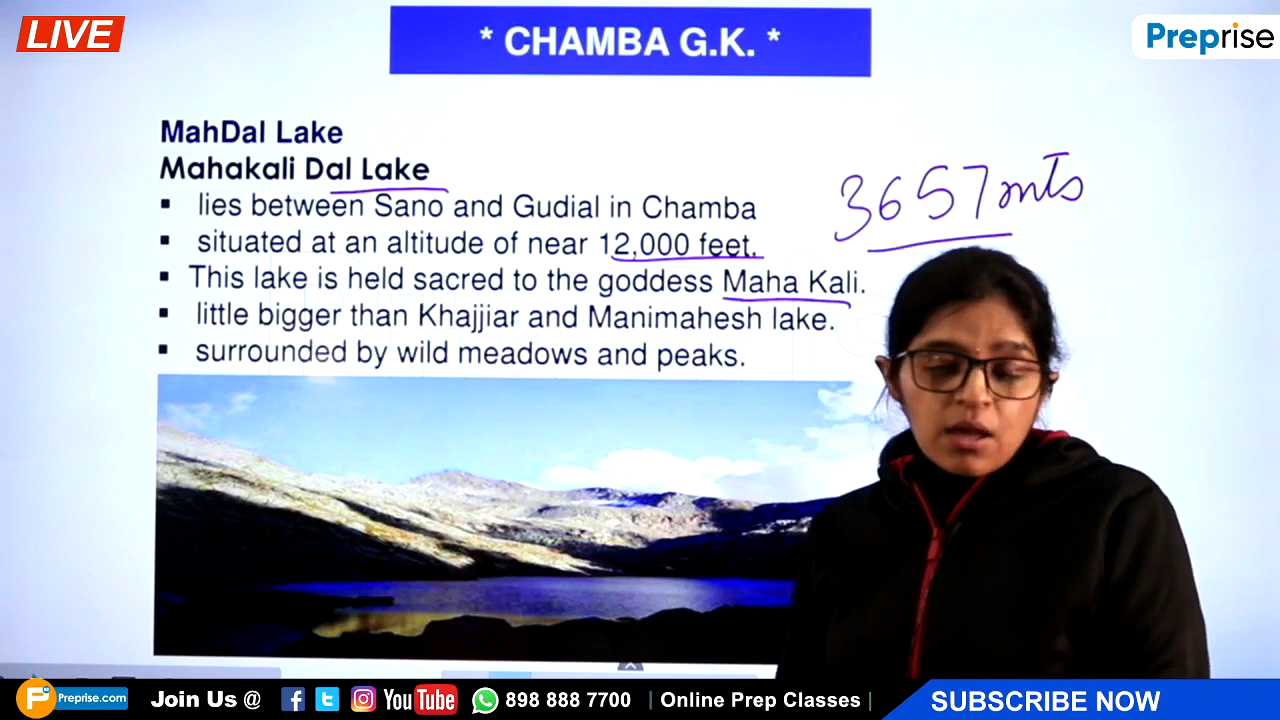 LIVE
* CHAMBA G.K. *
Preprise
MahDal Lake
Mahakali Dal Lake
▪ lies between Sano and Gudial in Chamba
▪ situated at an altitude of near 12,000 feet.
▪ This lake is held sacred to the goddess Maha Kali.
▪ little bigger than Khajjiar and Manimahesh lake.
▪ surrounded by wild meadows and peaks.
3657 mts
P Preprise.com Join Us @ YouTube 898 888 7700 | Online Prep Classes | SUBSCRIBE NOW